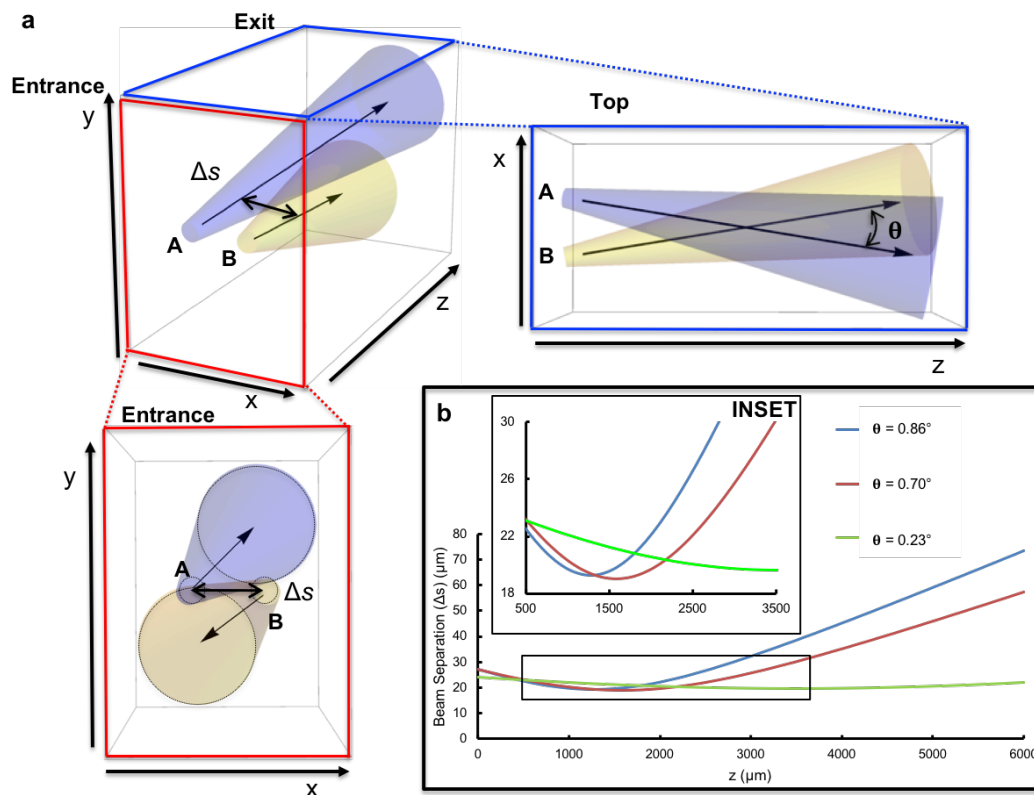 a
Exit
Entrance
y
Δs
A
B
z
x
Top
x
A
B
θ
z
Entrance
y
A
Δs
B
x
b
INSET
30
26
22
18
500
1500
2500
3500
θ = 0.86°
θ = 0.70°
θ = 0.23°
Beam Separation (Δs) (μm)
80
70
60
50
40
30
20
10
0
0
1000
2000
3000
4000
5000
6000
z (μm)